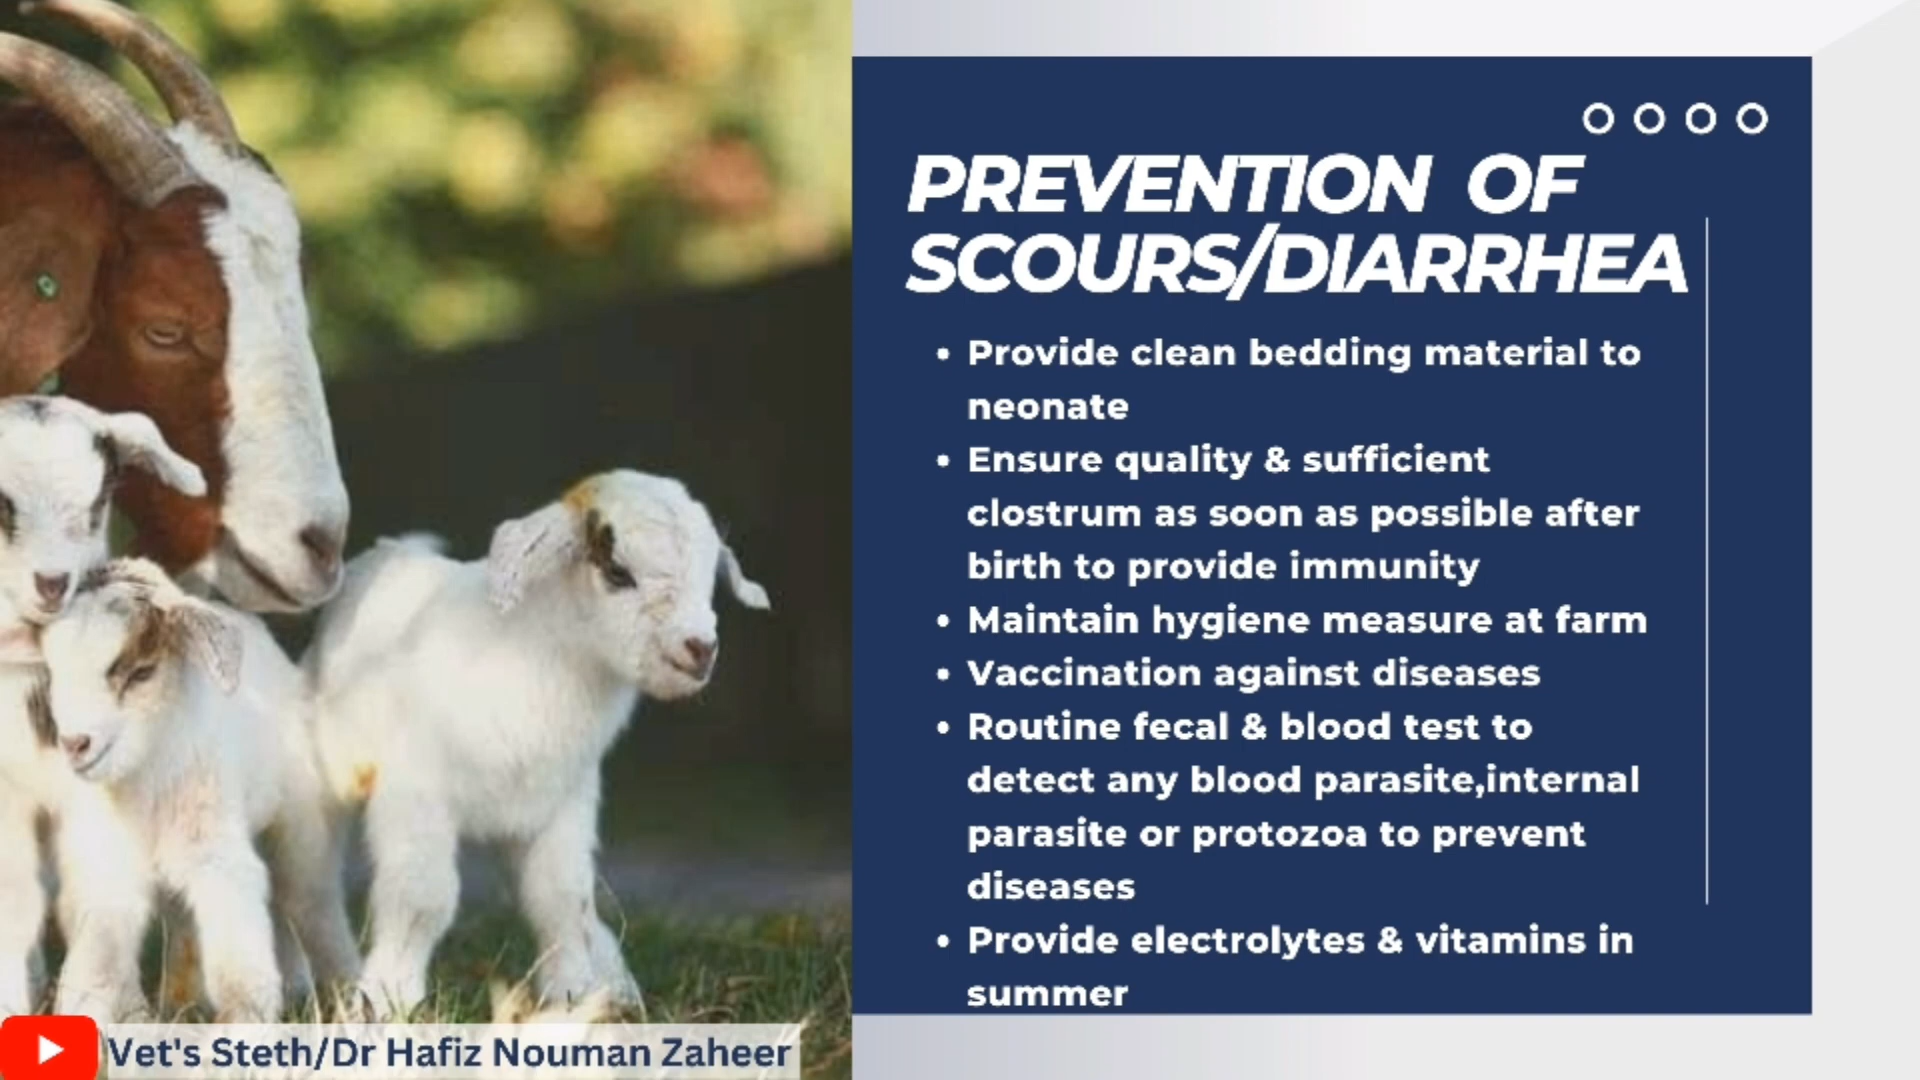 PREVENTION OF
SCOURS/DIARRHEA
• Provide clean bedding material to
neonate
• Ensure quality & sufficient
clostrum as soon as possible after
birth to provide immunity
• Maintain hygiene measure at farm
• Vaccination against diseases
• Routine fecal & blood test to
detect any blood parasite,internal
parasite or protozoa to prevent
diseases
• Provide electrolytes & vitamins in
summer
Vet's Steth/Dr Hafiz Nouman Zaheer